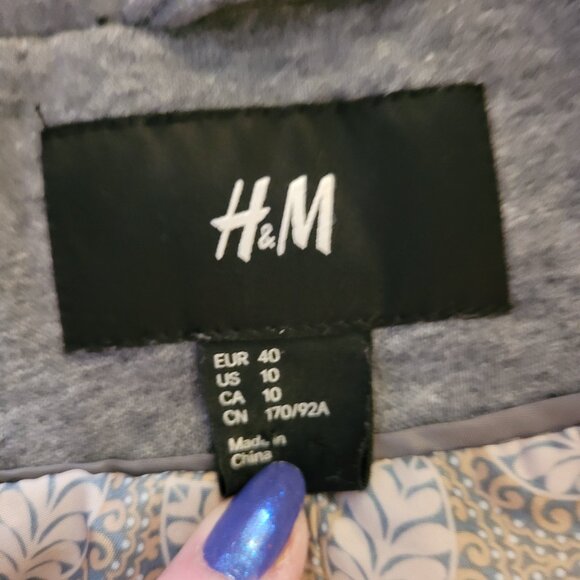 H&M
EUR 40
US 10
CA 10
CN 170/92A
Made in
China